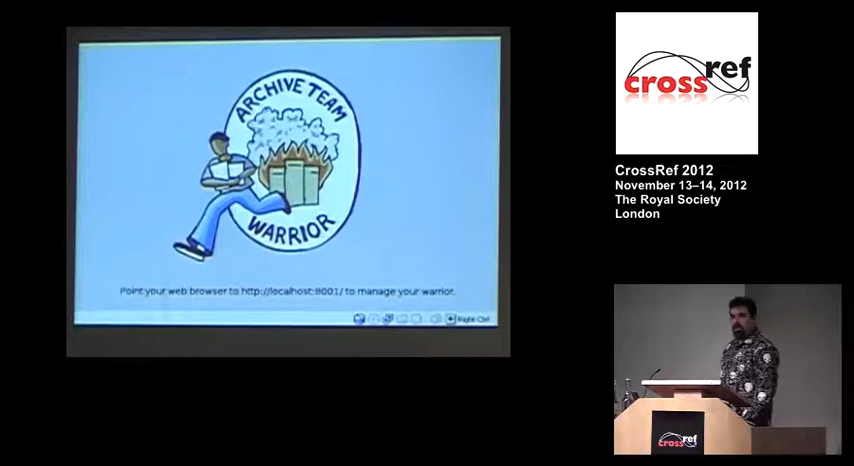 ARCHIVE TEAM
WARRIOR
Point your web browser to http://localhost:8001/ to manage your warrior.
Right Ctrl
crossref
CrossRef 2012
November 13–14, 2012
The Royal Society
London
crossref